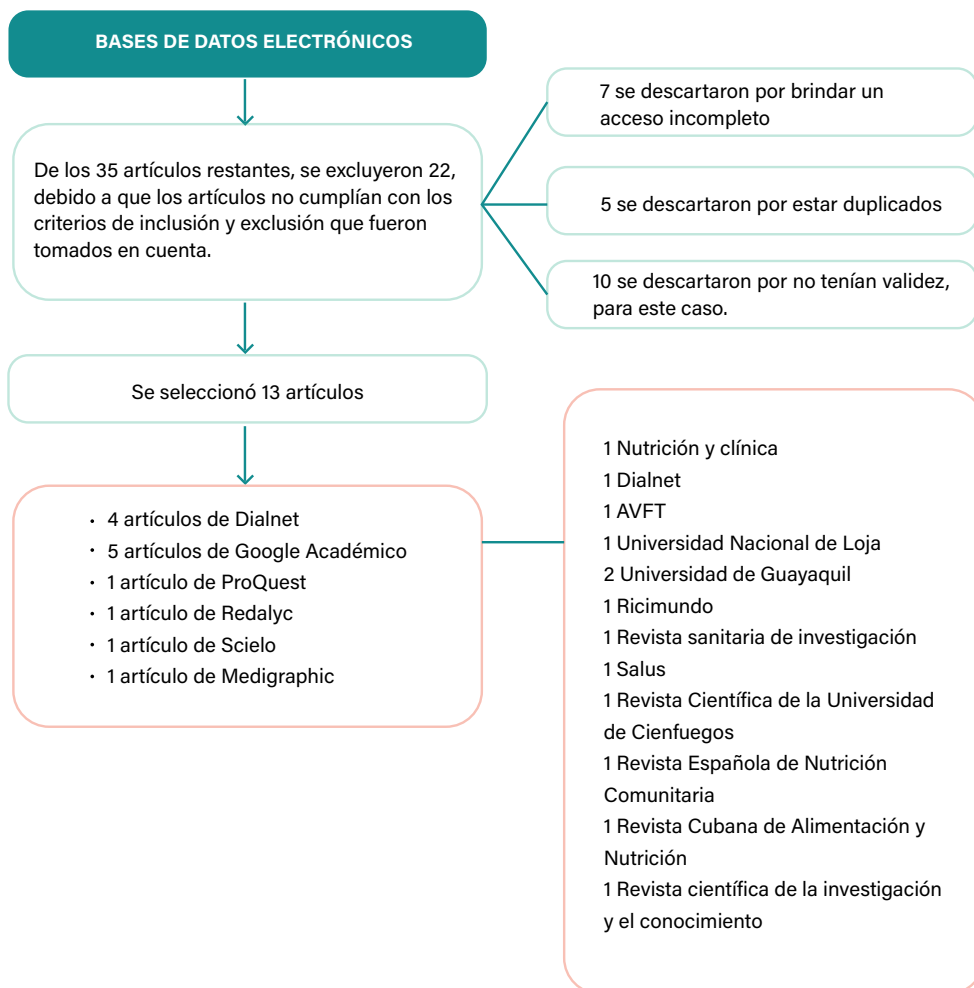 BASES DE DATOS ELECTRÓNICOS
De los 35 artículos restantes, se excluyeron 22,
debido a que los artículos no cumplían con los
criterios de inclusión y exclusión que fueron
tomados en cuenta.
7 se descartaron por brindar un
acceso incompleto
5 se descartaron por estar duplicados
10 se descartaron por no tenían validez,
para este caso.
Se seleccionó 13 artículos
• 4 artículos de Dialnet
• 5 artículos de Google Académico
• 1 artículo de ProQuest
• 1 artículo de Redalyc
• 1 artículo de Scielo
• 1 artículo de Medigraphic
1 Nutrición y clínica
1 Dialnet
1 AVFT
1 Universidad Nacional de Loja
2 Universidad de Guayaquil
1 Ricimundo
1 Revista sanitaria de investigación
1 Salus
1 Revista Científica de la Universidad
de Cienfuegos
1 Revista Española de Nutrición
Comunitaria
1 Revista Cubana de Alimentación y
Nutrición
1 Revista científica de la investigación
y el conocimiento